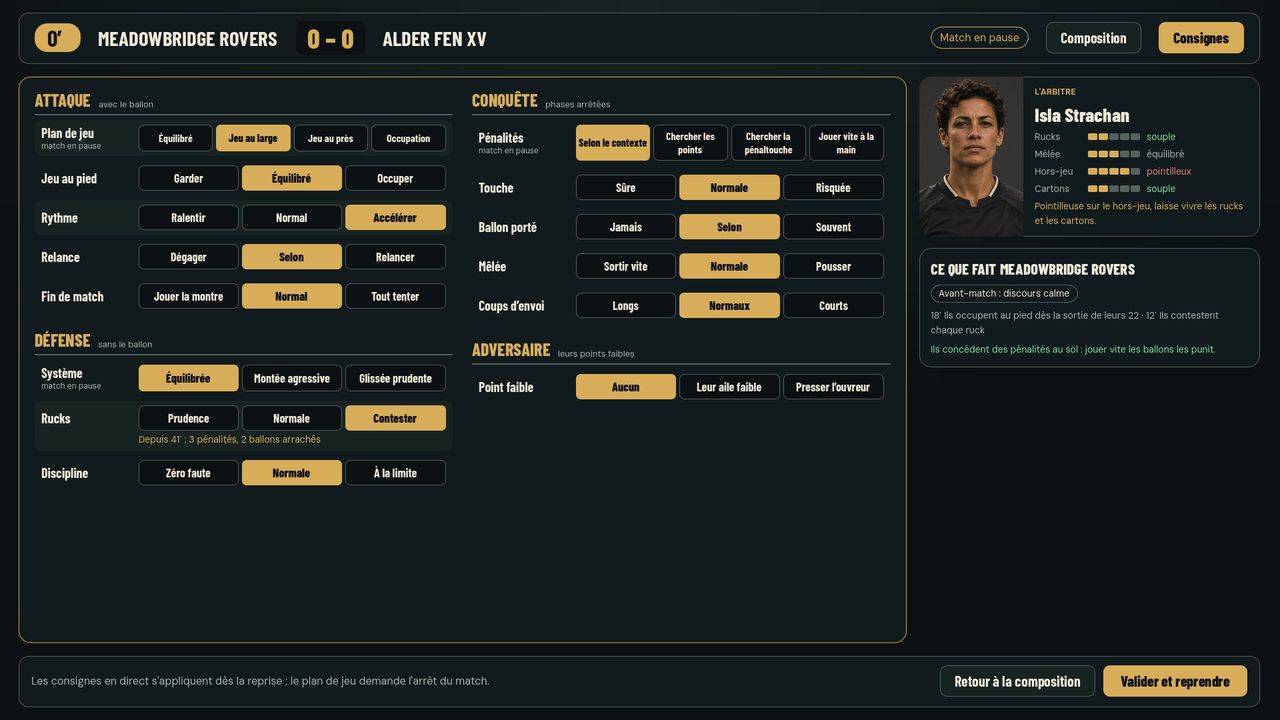 0'
MEADOWBRIDGE ROVERS
0 – 0
ALDER FEN XV
Match en pause
Composition
Consignes
ATTAQUE avec le ballon
Plan de jeu
match en pause
Équilibré
Jeu au large
Jeu au près
Occupation
Jeu au pied
Garder
Équilibré
Occuper
Rythme
Ralentir
Normal
Accélérer
Relance
Dégager
Selon
Relancer
Fin de match
Jouer la montre
Normal
Tout tenter
DÉFENSE sans le ballon
Système
match en pause
Équilibrée
Montée agressive
Glissée prudente
Rucks
Prudence
Normale
Contester
Depuis 41' : 3 pénalités, 2 ballons arrachés
Discipline
Zéro faute
Normale
À la limite
CONQUÊTE phases arrêtées
Pénalités
match en pause
Selon le contexte
Chercher les
points
Chercher la
pénaltouche
Jouer vite à la
main
Touche
Sûre
Normale
Risquée
Ballon porté
Jamais
Selon
Souvent
Mêlée
Sortir vite
Normale
Pousser
Coups d'envoi
Longs
Normaux
Courts
ADVERSAIRE leurs points faibles
Point faible
Aucun
Leur aile faible
Presser l'ouvreur
L'ARBITRE
Isla Strachan
Rucks souple
Mêlée équilibré
Hors-jeu pointilleux
Cartons souple
Pointilleuse sur le hors-jeu, laisse vivre les rucks
et les cartons.
CE QUE FAIT MEADOWBRIDGE ROVERS
Avant-match : discours calme
18' Ils occupent au pied dès la sortie de leurs 22 · 12' Ils contestent
chaque ruck
Ils concèdent des pénalités au sol : jouer vite les ballons les punit.
Les consignes en direct s'appliquent dès la reprise ; le plan de jeu demande l'arrêt du match.
Retour à la composition
Valider et reprendre